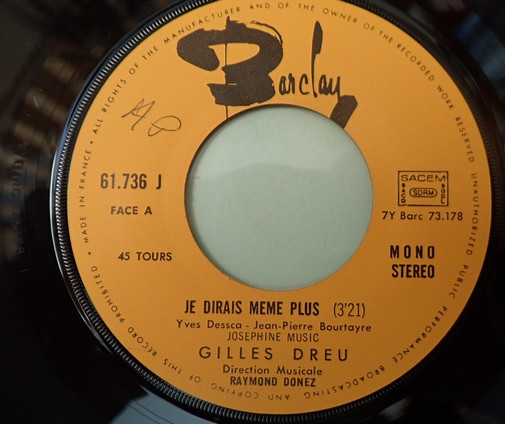 ALL RIGHTS OF THE MANUFACTURER AND OF THE OWNER OF THE RECORDED WORK RESERVED UNAUTHORIZED PUBLIC PERFORMANCE BROADCASTING AND COPYING OF THIS RECORD PROHIBITED • MADE IN FRANCE •
Barclay
61.736 J
FACE A
45 TOURS
SACEM
SACD SDRM SGDL
7Y Barc 73.178
MONO
STEREO
JE DIRAIS MEME PLUS (3'21)
Yves Dessca - Jean-Pierre Bourtayre
JOSEPHINE MUSIC
GILLES DREU
Direction Musicale
RAYMOND DONEZ